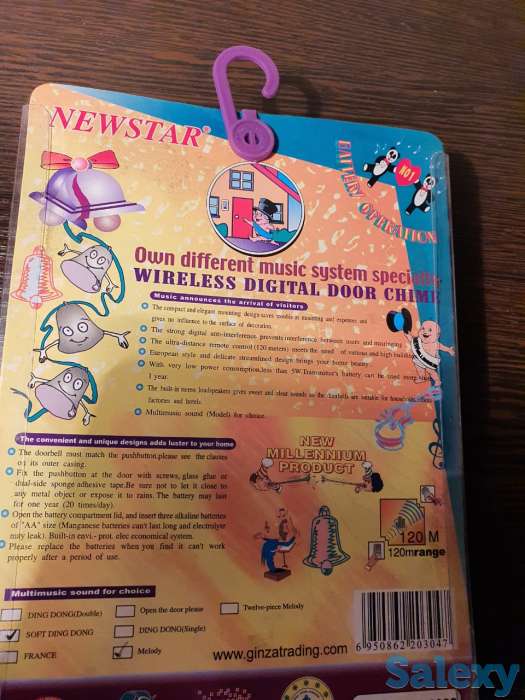 NEWSTAR®
BATTERY OPERATION
NO1
Own different music system specialty
WIRELESS DIGITAL DOOR CHIME
Music announces the arrival of visitors
The compact and elegant mounting design saves trouble in mounting and expenses and
gives no influence to the surface of decoration.
The strong digital anti-interference prevents interference between users and
The ultra-distance remote control (120 meters) meets the need of various and high buildings
European style and delicate streamlined design brings your home beauty
With very low power consumption, less than .5W.Transmitter's battery can be used over
1 year.
The built-in loudspeakers gives sweet and clear sounds as the doorbells are suitable for household,
factories and hotels.
Multimusic sound (Model) for choice.
The convenient and unique designs adds luster to your home
The doorbell must match the pushbutton.please see the classes
on its outer casing.
Fix the pushbutton at the door with screws, glass glue or
dual-side sponge adhesive tape.Be sure not to let it close to
any metal object or expose it to rains. The battery may last
for one year (20 times/day).
Open the battery compartment lid, and insert three alkaline batteries
of "AA" size (Manganese batteries can't last long and electrolyte
may leak). Built-in envi.- prot. elec economical system.
Please replace the batteries when you find it can't work
properly after a period of use.
NEW
MILLENNIUM
PRODUCT
120 M
120mrange
Multimusic sound for choice
DING DONG(Double)
Open the door please
Twelve-piece Melody
SOFT DING DONG
DING DONG(Single)
FRANCE
Melody
www.ginzatrading.com
6 950862 203047
Salexy